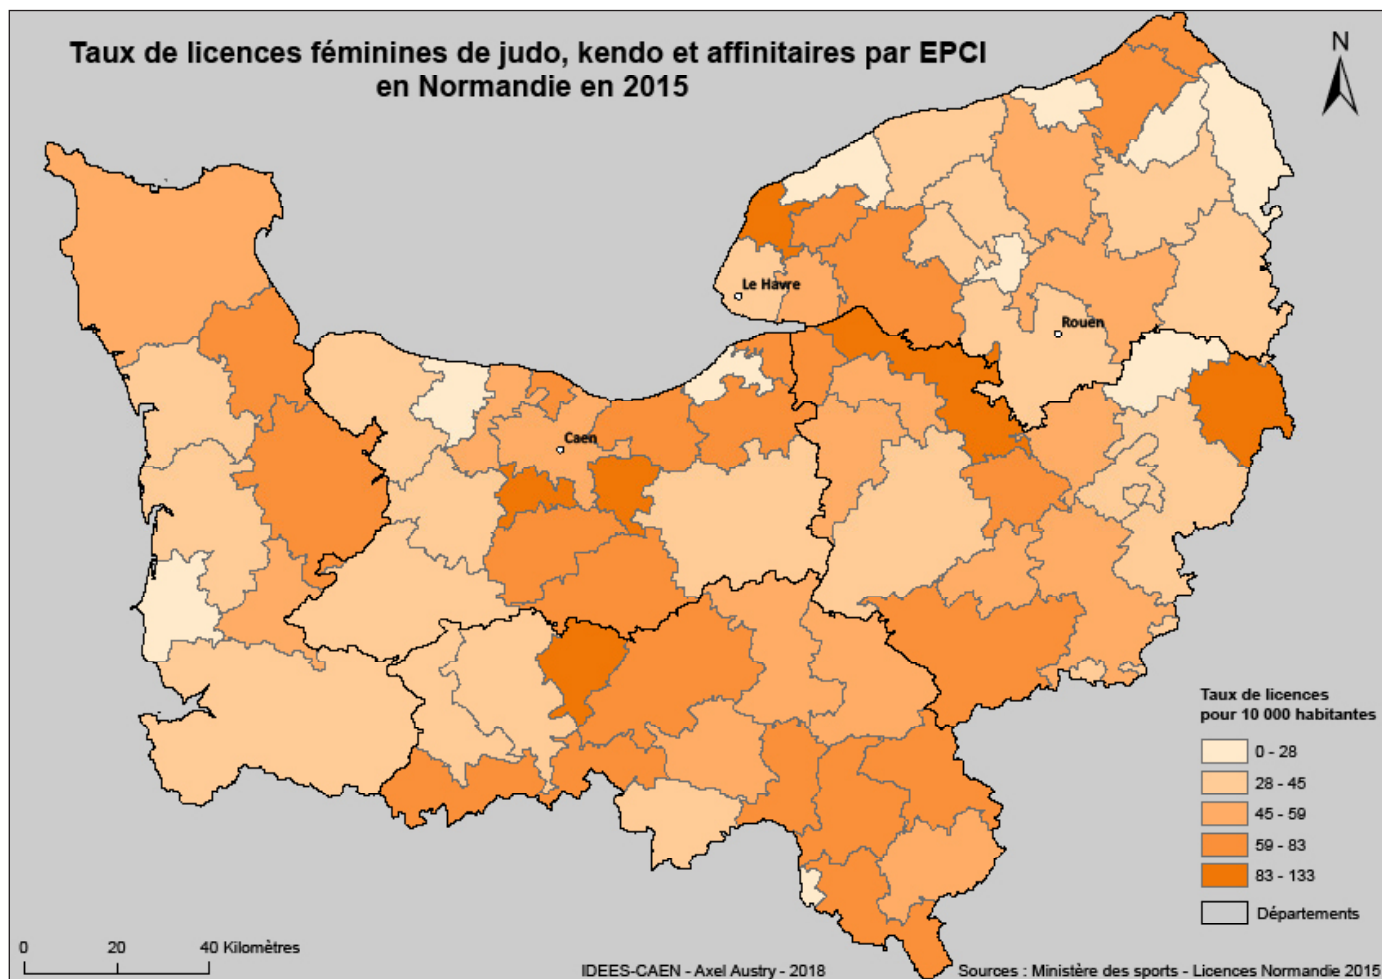 Taux de licences féminines de judo, kendo et affinitaires par EPCI
en Normandie en 2015
N
Le Havre
Rouen
Caen
Taux de licences
pour 10 000 habitantes
0 - 28
28 - 45
45 - 59
59 - 83
83 - 133
Départements
0 20 40 Kilomètres
IDEES-CAEN - Axel Austry - 2018
Sources : Ministère des sports - Licences Normandie 2015